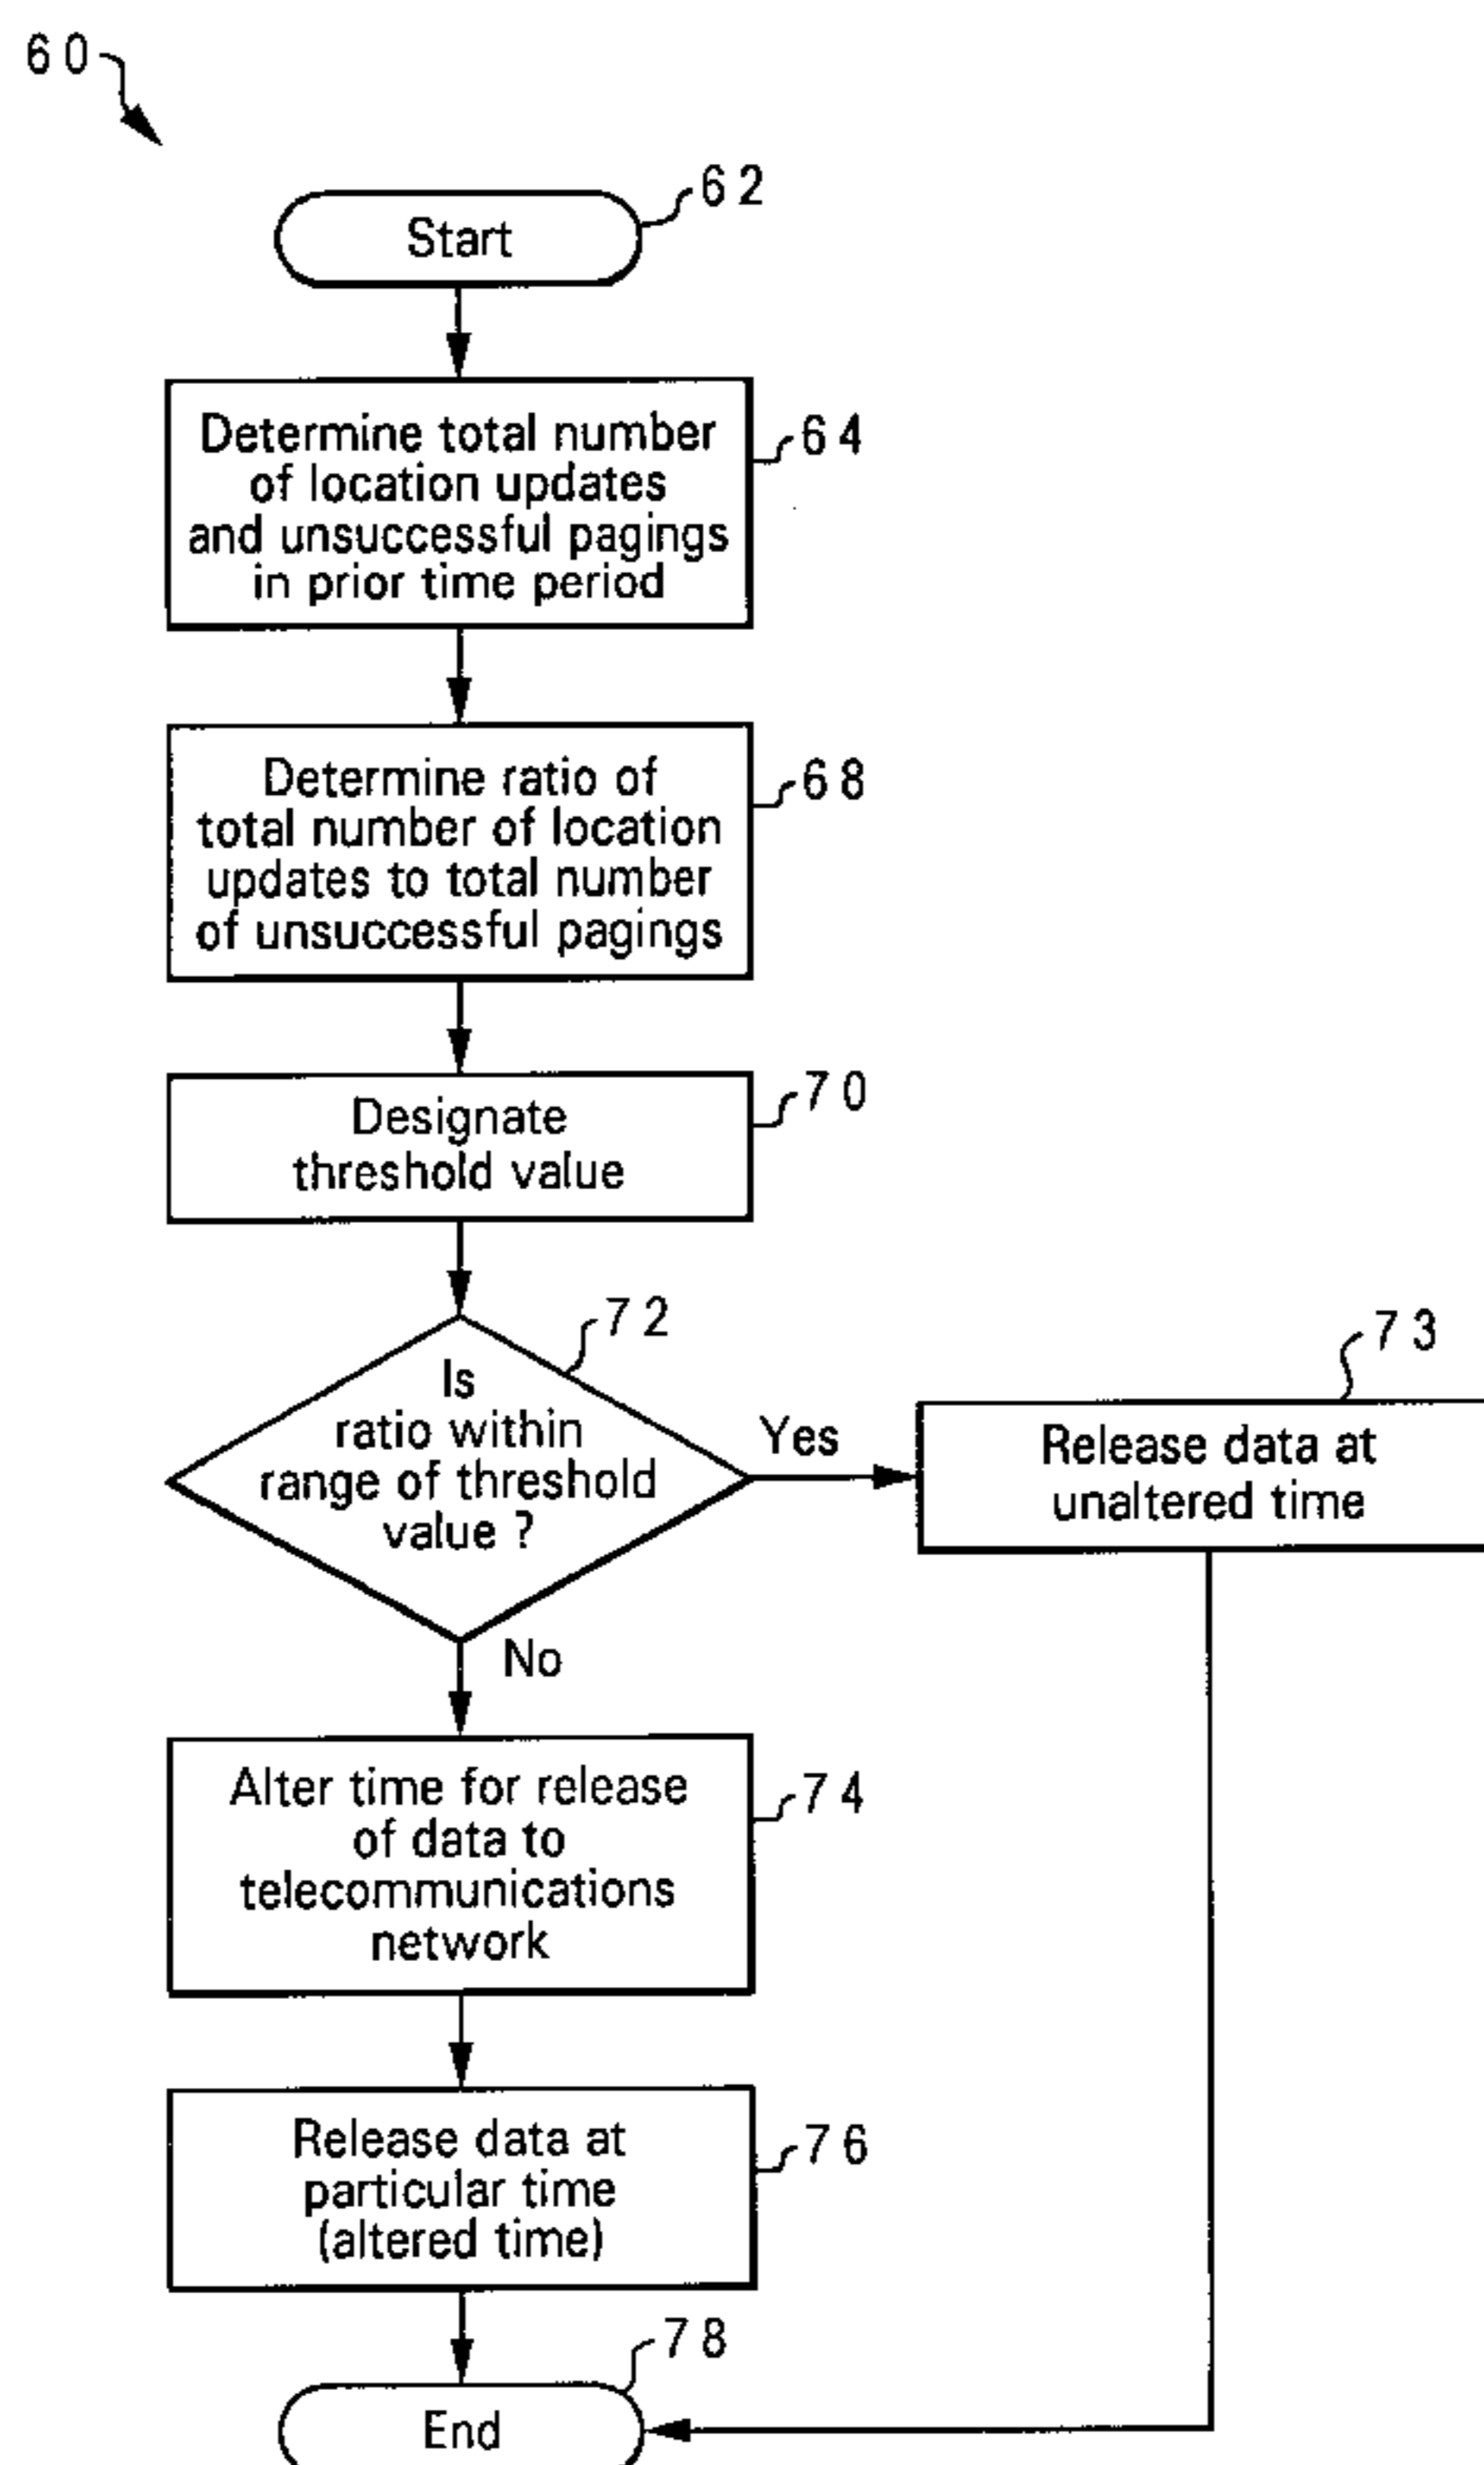 60
62
Start
Determine total number
of location updates
and unsuccessful pagings
in prior time period
64
Determine ratio of
total number of location
updates to total number
of unsuccessful pagings
68
Designate
threshold value
70
72
Is
ratio within
range of threshold
value ?
Yes
73
Release data at
unaltered time
No
Alter time for release
of data to
telecommunications
network
74
Release data at
particular time
(altered time)
76
78
End